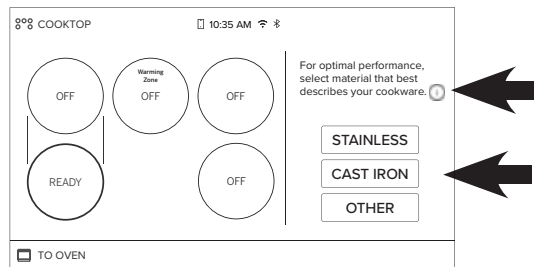 COOKTOP
10:35 AM
Warming
Zone
OFF
OFF
OFF
READY
OFF
For optimal performance,
select material that best
describes your cookware.
STAINLESS
CAST IRON
OTHER
TO OVEN